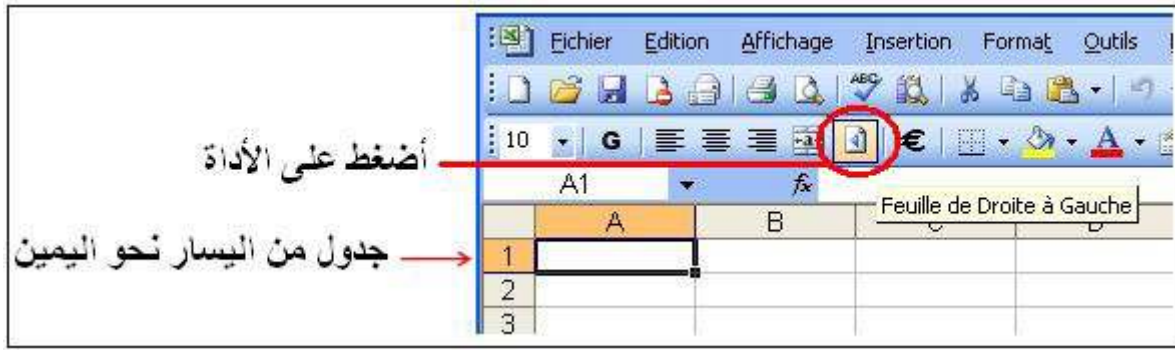 Fichier Edition Affichage Insertion Format Outils
ABC
10 G a €
أضغط على الأداة
A1 fx
Feuille de Droite à Gauche
A B C D
جدول من اليسار نحو اليمين
1
2
3